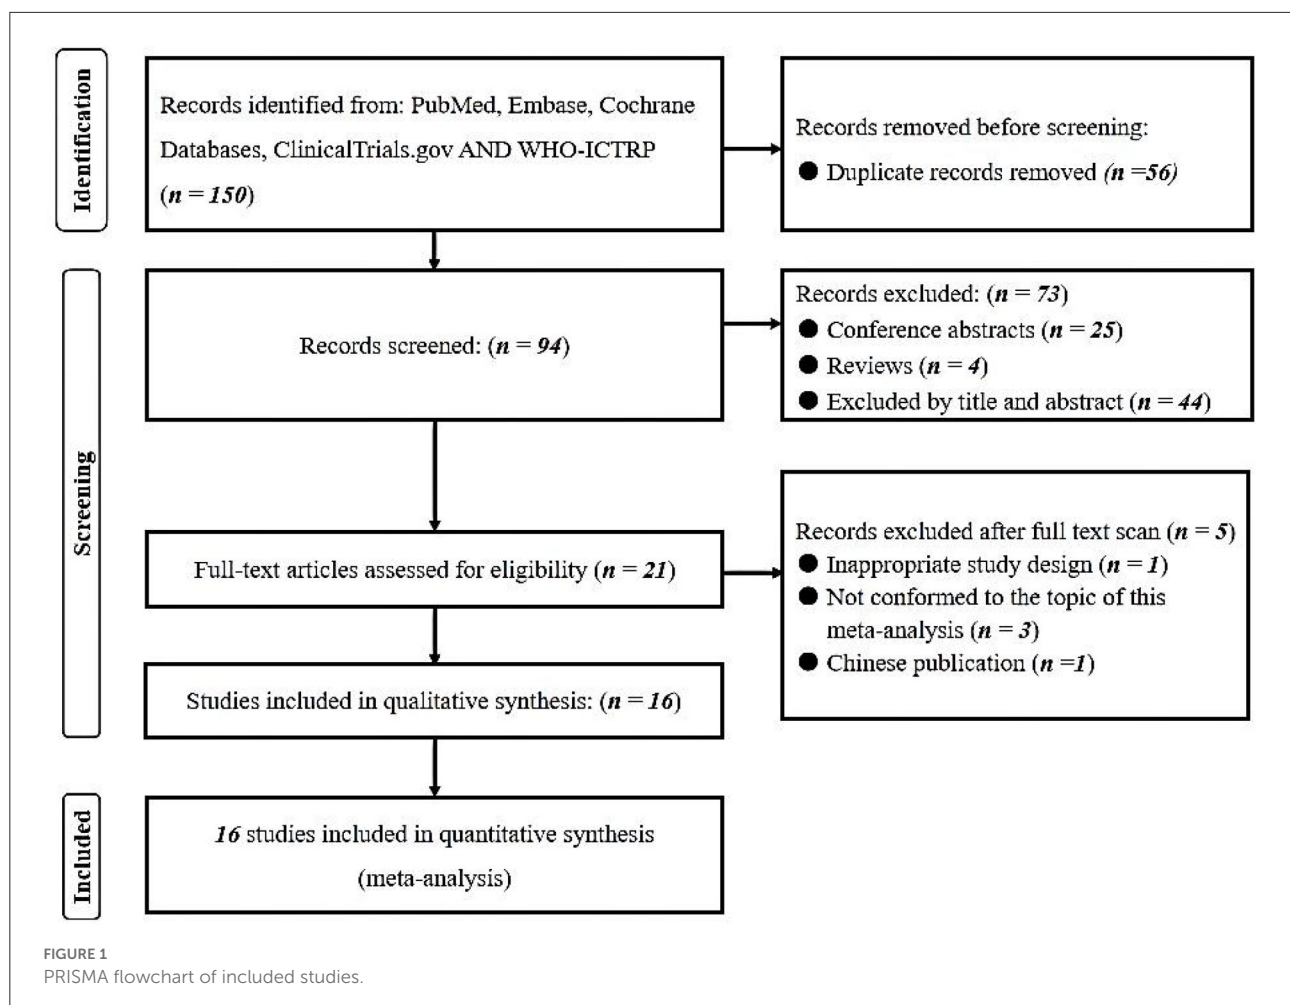 Identification
Records identified from: PubMed, Embase, Cochrane
Databases, ClinicalTrials.gov AND WHO-ICTRP
(n = 150)
Records removed before screening:
● Duplicate records removed (n =56)
Screening
Records screened: (n = 94)
Records excluded: (n = 73)
● Conference abstracts (n = 25)
● Reviews (n = 4)
● Excluded by title and abstract (n = 44)
Full-text articles assessed for eligibility (n = 21)
Records excluded after full text scan (n = 5)
● Inappropriate study design (n = 1)
● Not conformed to the topic of this
meta-analysis (n = 3)
● Chinese publication (n =1)
Studies included in qualitative synthesis: (n = 16)
Included
16 studies included in quantitative synthesis
(meta-analysis)
FIGURE 1
PRISMA flowchart of included studies.